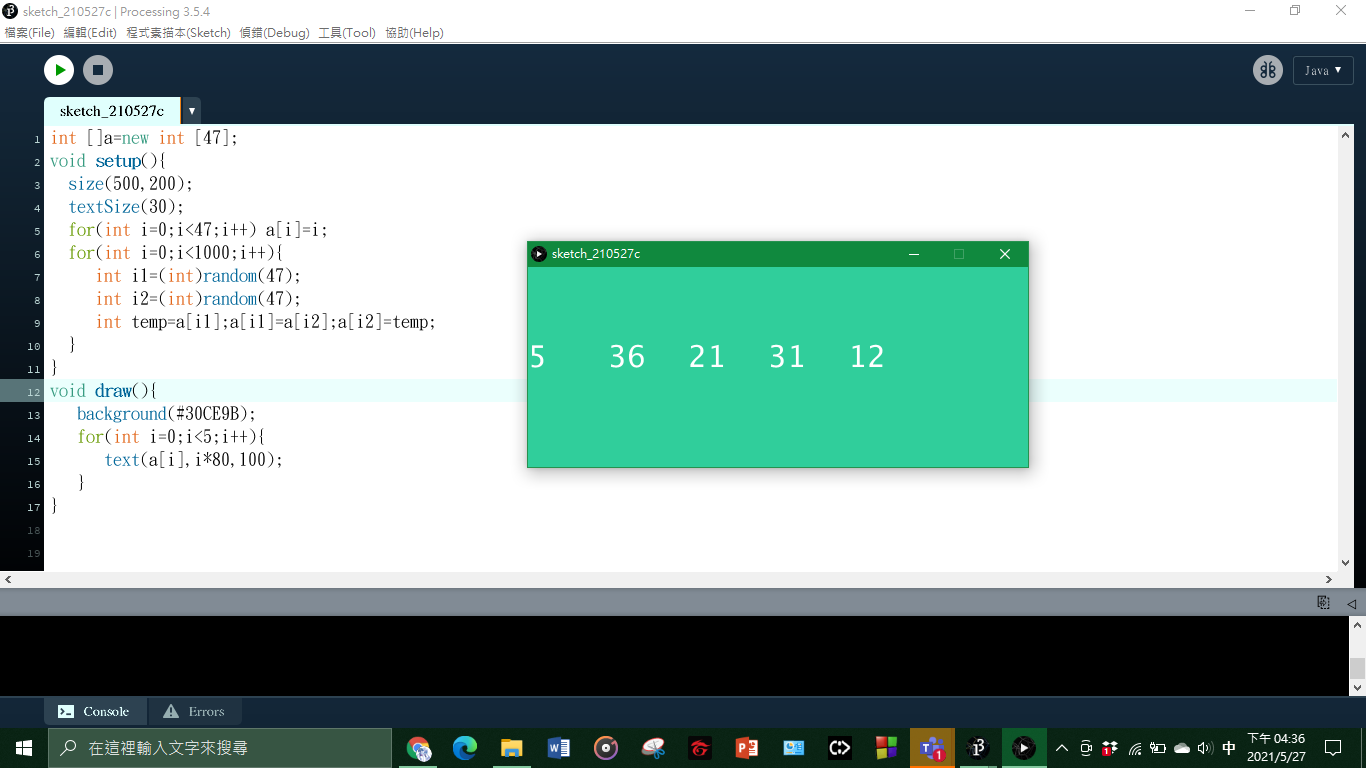 sketch_210527c | Processing 3.5.4
檔案(File) 編輯(Edit) 程式素描本(Sketch) 偵錯(Debug) 工具(Tool) 協助(Help)
Java ▼
sketch_210527c ▼
1 int []a=new int [47];
2 void setup(){
3 size(500,200);
4 textSize(30);
5 for(int i=0;i<47;i++) a[i]=i;
6 for(int i=0;i<1000;i++){
7 int i1=(int)random(47);
8 int i2=(int)random(47);
9 int temp=a[i1];a[i1]=a[i2];a[i2]=temp;
10 }
11 }
12 void draw(){
13 background(#30CE9B);
14 for(int i=0;i<5;i++){
15 text(a[i],i*80,100);
16 }
17 }
18
19
sketch_210527c
5 36 21 31 12
Console Errors
在這裡輸入文字來搜尋
1
中
下午 04:36
2021/5/27